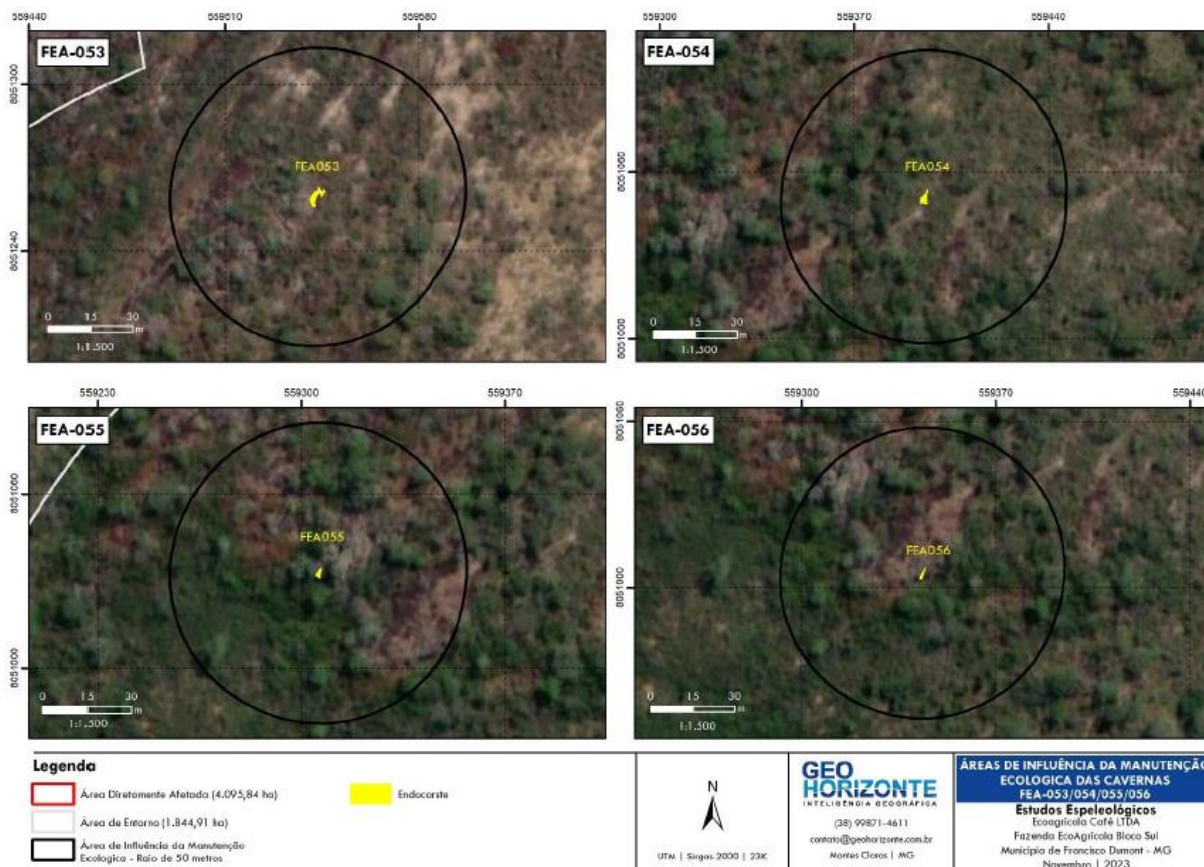 559440 559510 559580
559300 559370 559440
FEA-053
FEA-054
8051300
8051240
8051060
8051000
FEA053
FEA054
0 15 30
m
1:1.500
0 15 30
m
1:1.500
559230 559300 559370
559300 559370 559440
FEA-055
FEA-056
8051060
8051000
8051060
8051000
FEA055
FEA056
0 15 30
m
1:1.500
0 15 30
m
1:1.500
Legenda
Área Diretamente Afetada (4.095,84 ha)
Endocarste
Área de Entorno (1.844,91 ha)
Área de Influência da Manutenção
Ecologica - Raio de 50 metros
N
UTM | Sirgas 2000 | 23K
GEO
HORIZONTE
INTELIGÊNCIA GEOGRÁFICA
(38) 99871-4611
contato@geohorizonte.com.br
Montes Claros | MG
ÁREAS DE INFLUÊNCIA DA MANUTENÇÃO
ECOLOGICA DAS CAVERNAS
FEA-053/054/055/056
Estudos Espeleológicos
Ecoagrícola Café LTDA
Fazenda EcoAgrícola Bloco Sul
Município de Francisco Dumont - MG
Novembro | 2023